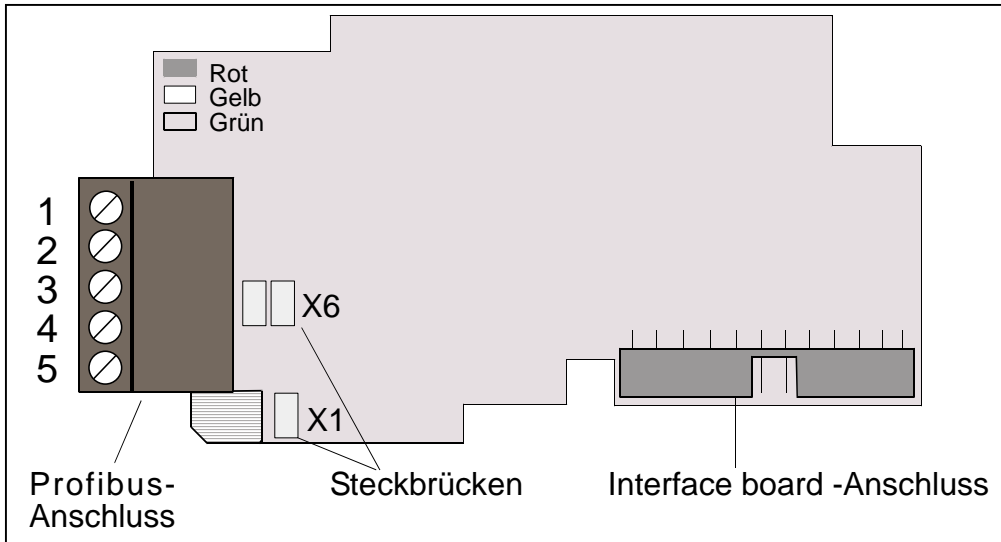 Rot
Gelb
Grün
1
2
3
4
5
X6
X1
Profibus-
Anschluss
Steckbrücken
Interface board -Anschluss